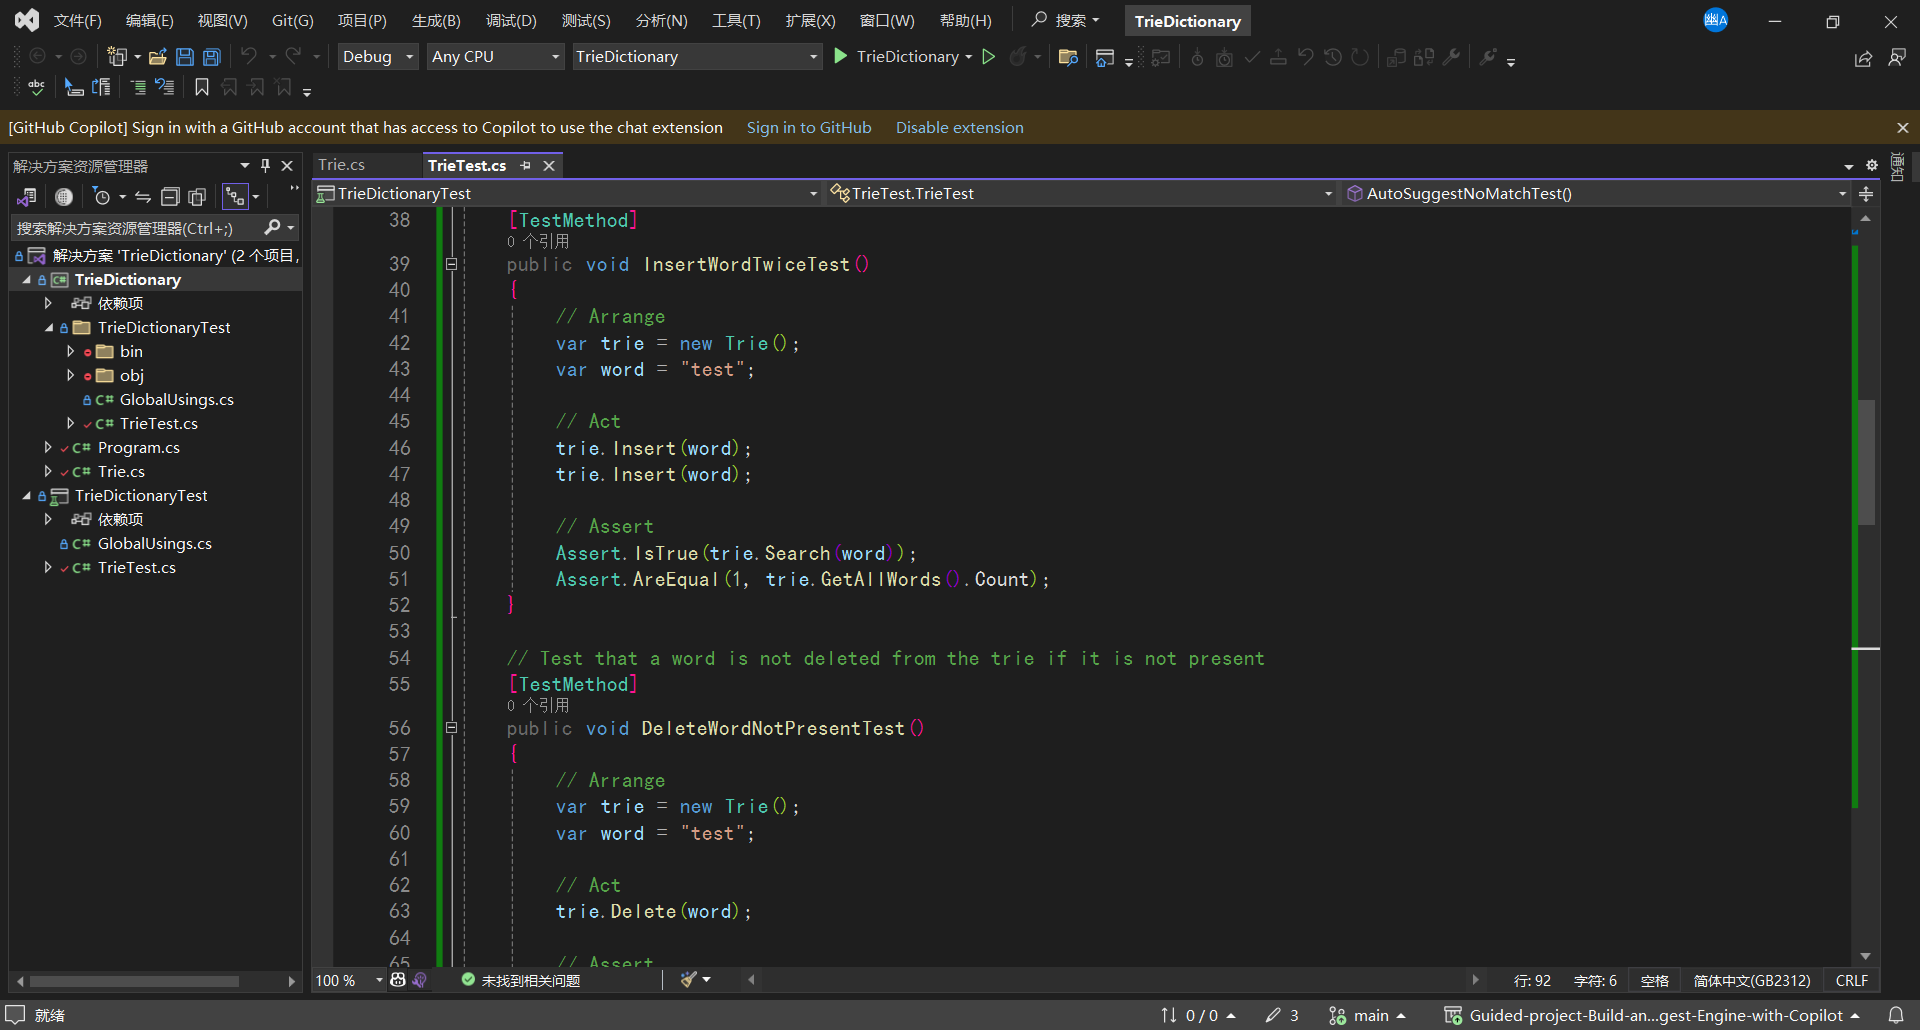 文件(F) 编辑(E) 视图(V) Git(G) 项目(P) 生成(B) 调试(D) 测试(S) 分析(N) 工具(T) 扩展(X) 窗口(W) 帮助(H) 搜索 TrieDictionary 幽A
Debug Any CPU TrieDictionary TrieDictionary
abc
[GitHub Copilot] Sign in with a GitHub account that has access to Copilot to use the chat extension Sign in to GitHub Disable extension
解决方案资源管理器
搜索解决方案资源管理器(Ctrl+;)
解决方案 'TrieDictionary' (2 个项目,
C# TrieDictionary
依赖项
TrieDictionaryTest
bin
obj
C# GlobalUsings.cs
C# TrieTest.cs
C# Program.cs
C# Trie.cs
TrieDictionaryTest
依赖项
C# GlobalUsings.cs
C# TrieTest.cs
Trie.cs TrieTest.cs
TrieDictionaryTest TrieTest.TrieTest AutoSuggestNoMatchTest()
38 [TestMethod]
0 个引用
39 public void InsertWordTwiceTest()
40 {
41 // Arrange
42 var trie = new Trie();
43 var word = "test";
44
45 // Act
46 trie.Insert(word);
47 trie.Insert(word);
48
49 // Assert
50 Assert.IsTrue(trie.Search(word));
51 Assert.AreEqual(1, trie.GetAllWords().Count);
52 }
53
54 // Test that a word is not deleted from the trie if it is not present
55 [TestMethod]
0 个引用
56 public void DeleteWordNotPresentTest()
57 {
58 // Arrange
59 var trie = new Trie();
60 var word = "test";
61
62 // Act
63 trie.Delete(word);
64
65 // Assert
通知
100 % 未找到相关问题 行: 92 字符: 6 空格 简体中文(GB2312) CRLF
就绪 0 / 0 3 main Guided-project-Build-an...gest-Engine-with-Copilot